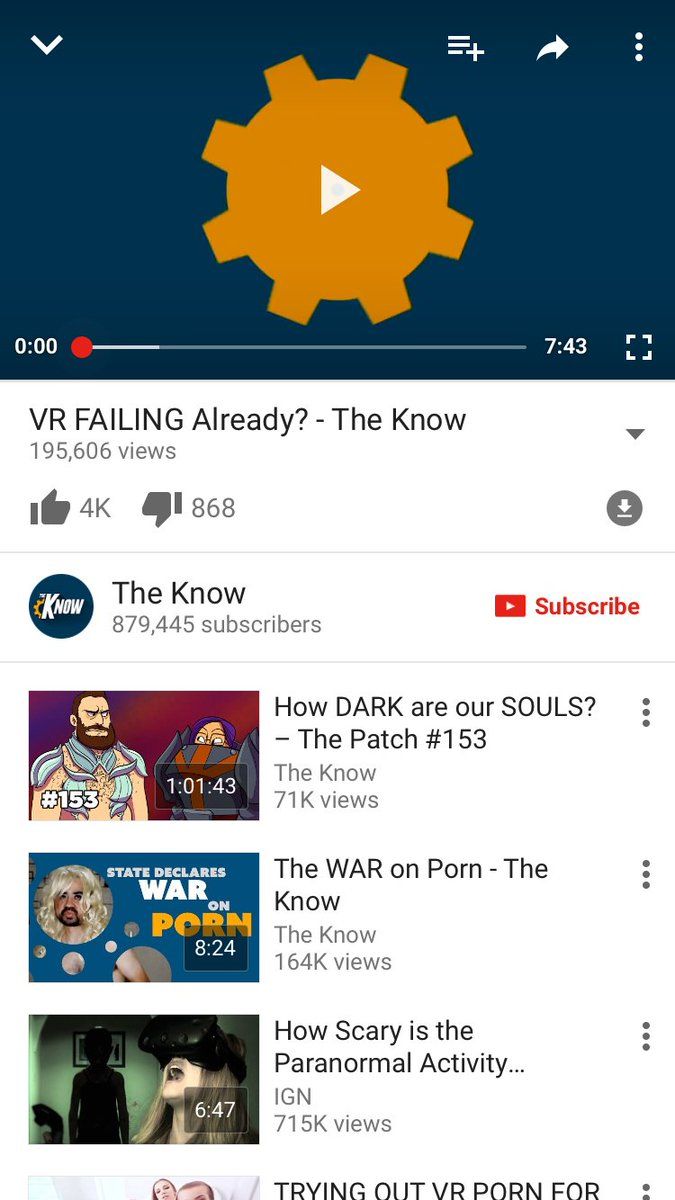 0:00
7:43
VR FAILING Already? - The Know
195,606 views
4K
868
THE KNOW
The Know
879,445 subscribers
Subscribe
#153
1:01:43
How DARK are our SOULS?
– The Patch #153
The Know
71K views
STATE DECLARES
WAR
ON
PORN
8:24
The WAR on Porn - The
Know
The Know
164K views
6:47
How Scary is the
Paranormal Activity...
IGN
715K views
TRYING OUT VR PORN FOR